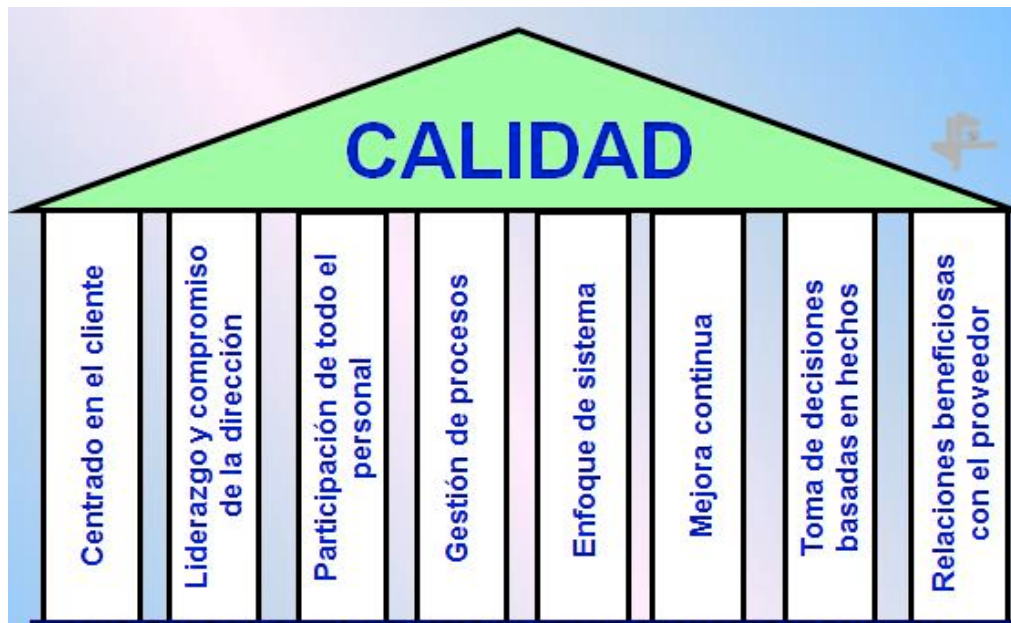 CALIDAD
Centrado en el cliente
Liderazgo y compromiso
de la dirección
Participación de todo el
personal
Gestión de procesos
Enfoque de sistema
Mejora continua
Toma de decisiones
basadas en hechos
Relaciones beneficiosas
con el proveedor